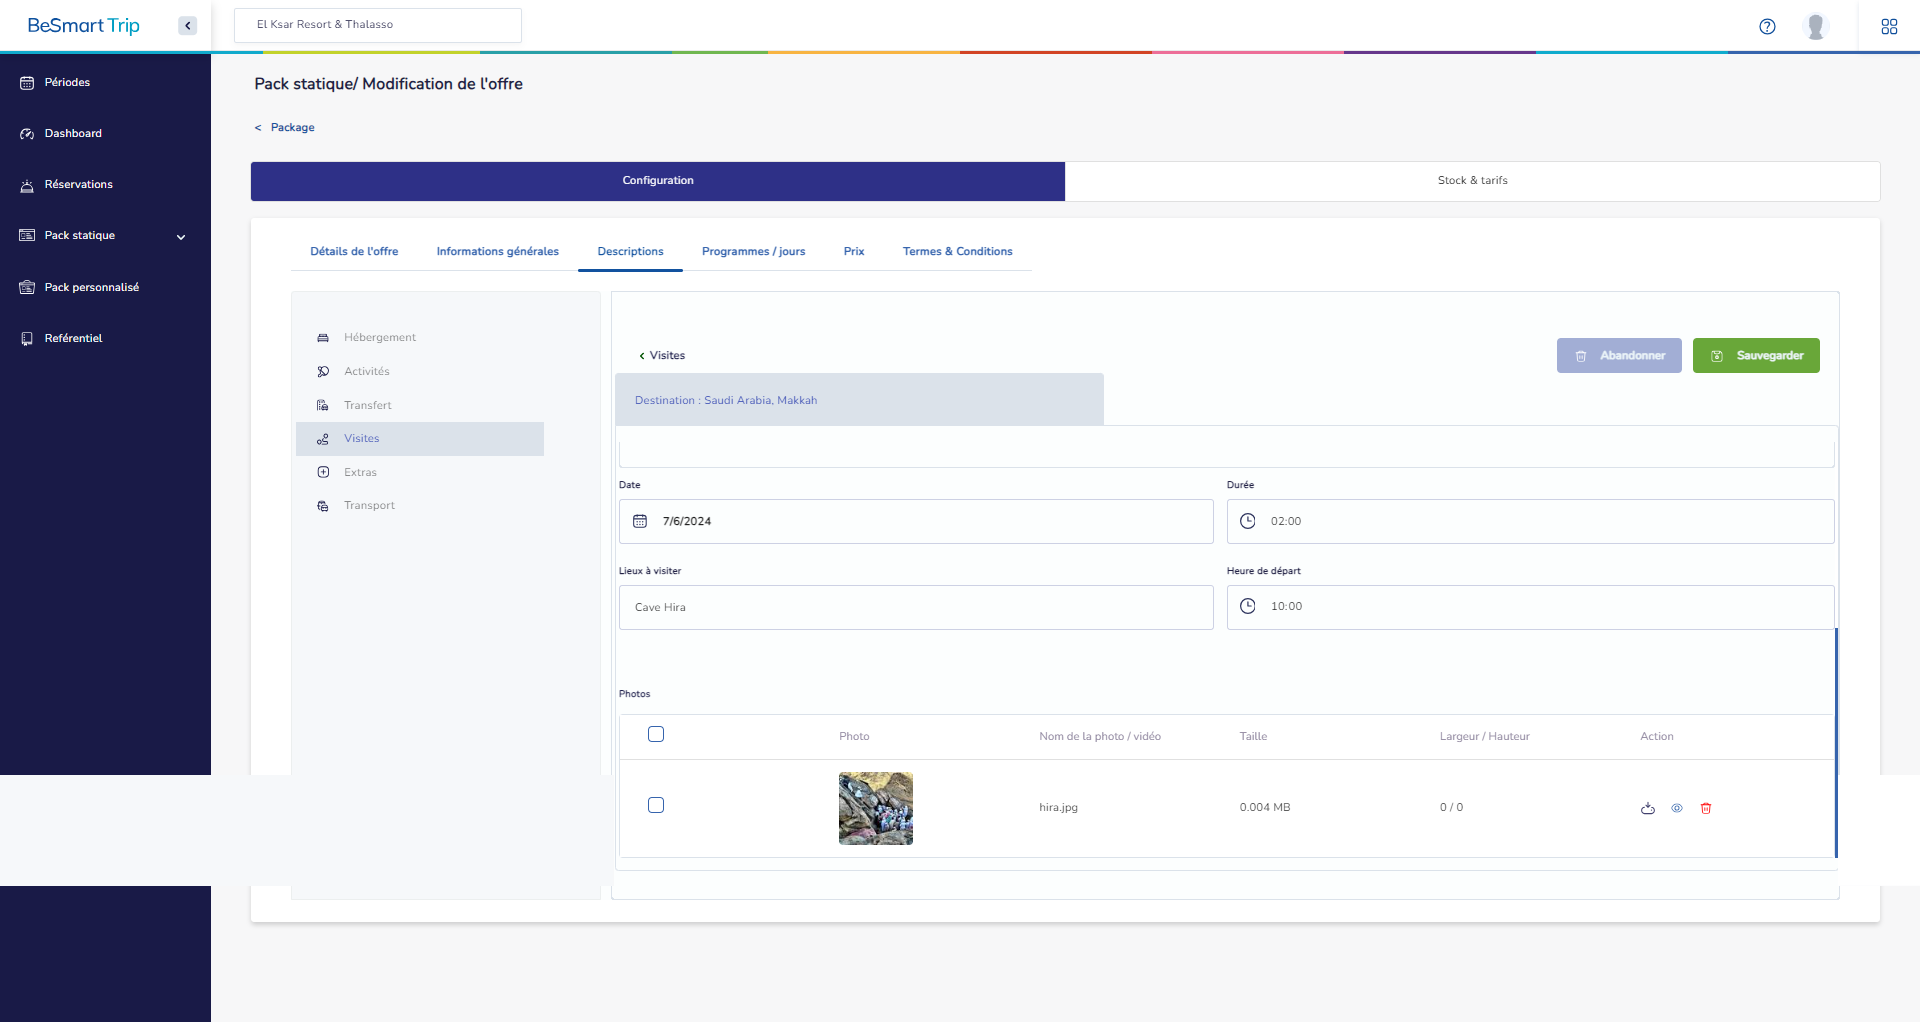 BeSmart Trip
El Ksar Resort & Thalasso
Périodes
Dashboard
Réservations
Pack statique
Pack personnalisé
Reférentiel
Pack statique/ Modification de l'offre
< Package
Configuration
Stock & tarifs
Détails de l'offre
Informations générales
Descriptions
Programmes / jours
Prix
Termes & Conditions
Hébergement
Activités
Transfert
Visites
Extras
Transport
Visites
Abandonner
Sauvegarder
Destination : Saudi Arabia, Makkah
Date
Durée
7/6/2024
02:00
Lieux à visiter
Heure de départ
Cave Hira
10:00
Photos
Photo
Nom de la photo / vidéo
Taille
Largeur / Hauteur
Action
hira.jpg
0.004 MB
0 / 0